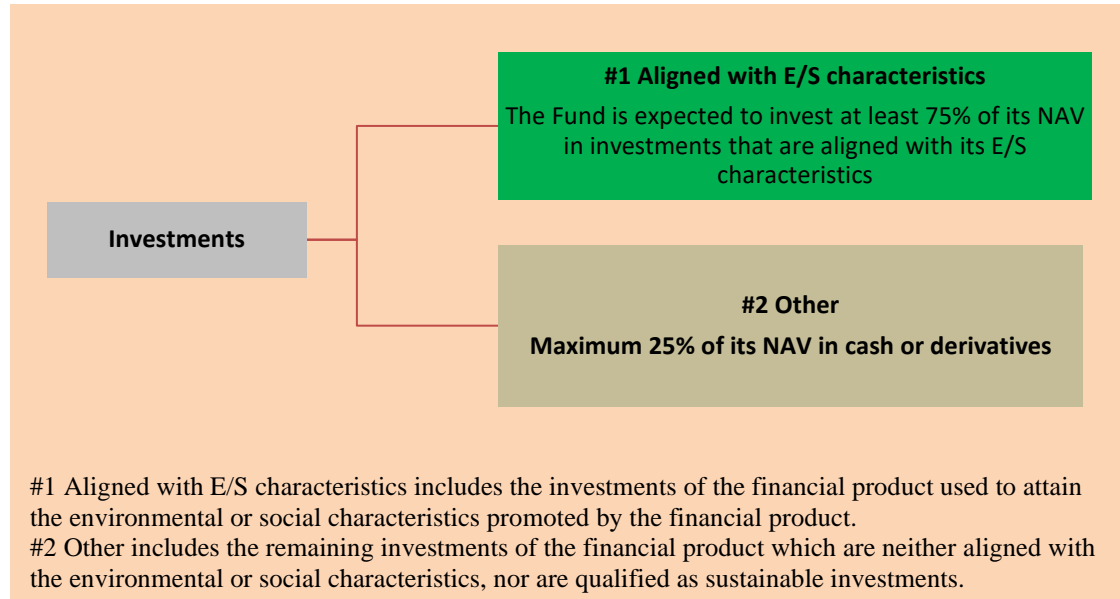 #1 Aligned with E/S characteristics
The Fund is expected to invest at least 75% of its NAV
in investments that are aligned with its E/S
characteristics
Investments
#2 Other
Maximum 25% of its NAV in cash or derivatives
#1 Aligned with E/S characteristics includes the investments of the financial product used to attain
the environmental or social characteristics promoted by the financial product.
#2 Other includes the remaining investments of the financial product which are neither aligned with
the environmental or social characteristics, nor are qualified as sustainable investments.